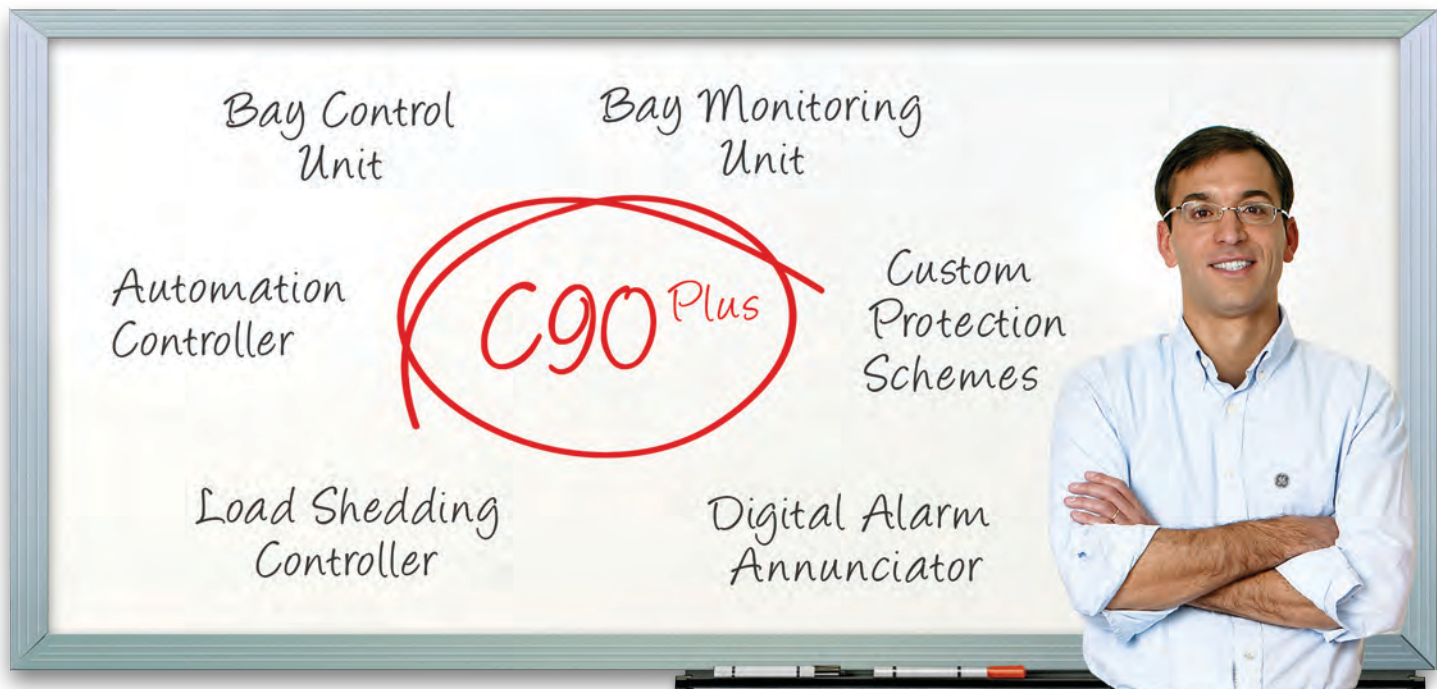 Bay Control
Unit
Bay Monitoring
Unit
Automation
Controller
C90 Plus
Custom
Protection
Schemes
Load Shedding
Controller
Digital Alarm
Annunciator